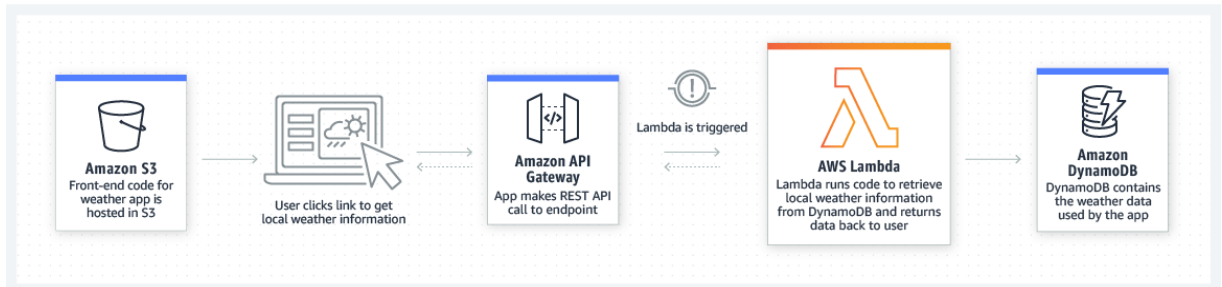 Amazon S3
Front-end code for
weather app is
hosted in S3
User clicks link to get
local weather information
</>
Amazon API
Gateway
App makes REST API
call to endpoint
!
Lambda is triggered
AWS Lambda
Lambda runs code to retrieve
local weather information
from DynamoDB and returns
data back to user
Amazon
DynamoDB
DynamoDB contains
the weather data
used by the app